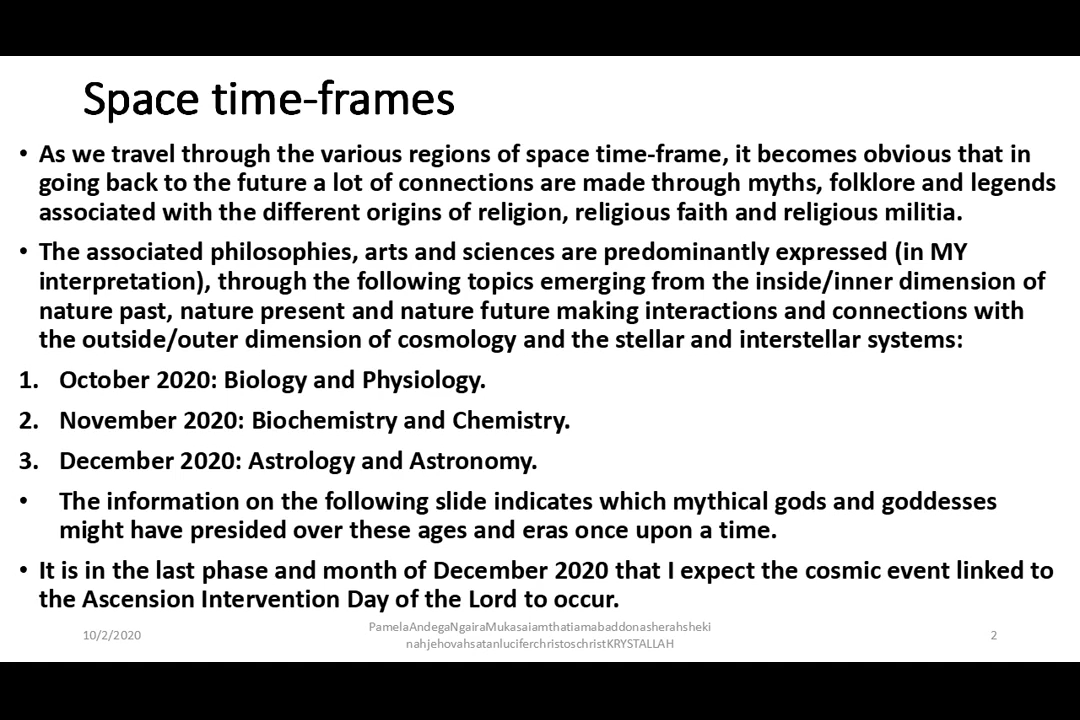 Space time-frames
• As we travel through the various regions of space time-frame, it becomes obvious that in
going back to the future a lot of connections are made through myths, folklore and legends
associated with the different origins of religion, religious faith and religious militia.
• The associated philosophies, arts and sciences are predominantly expressed (in MY
interpretation), through the following topics emerging from the inside/inner dimension of
nature past, nature present and nature future making interactions and connections with
the outside/outer dimension of cosmology and the stellar and interstellar systems:
1. October 2020: Biology and Physiology.
2. November 2020: Biochemistry and Chemistry.
3. December 2020: Astrology and Astronomy.
• The information on the following slide indicates which mythical gods and goddesses
might have presided over these ages and eras once upon a time.
• It is in the last phase and month of December 2020 that I expect the cosmic event linked to
the Ascension Intervention Day of the Lord to occur.
10/2/2020
PamelaAndegaNgairaMukasaiamthatiamabaddonasherahsheki
nahjehovahsatanluciferchristoschristKRYSTALLAH
2